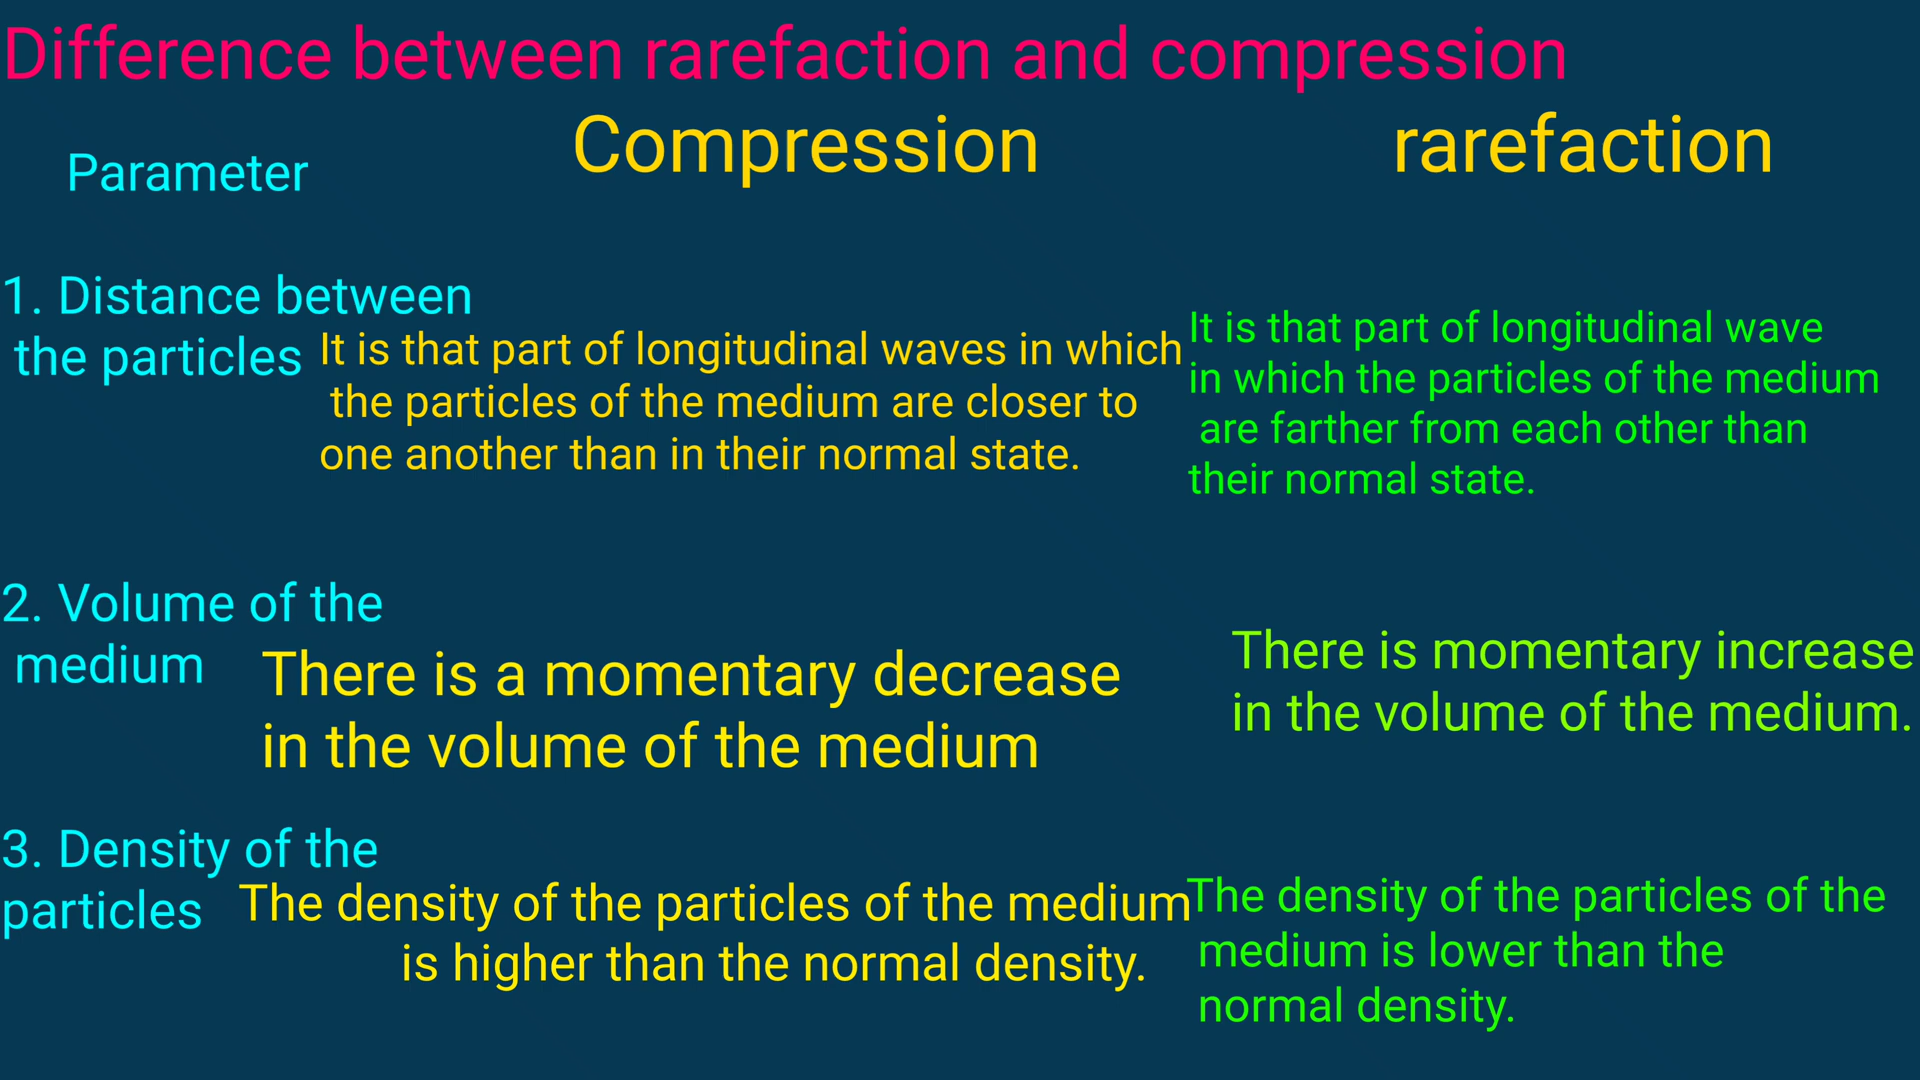 Difference between rarefaction and compression
Parameter
Compression
rarefaction
1. Distance between
the particles
It is that part of longitudinal waves in which
the particles of the medium are closer to
one another than in their normal state.
It is that part of longitudinal wave
in which the particles of the medium
are farther from each other than
their normal state.
2. Volume of the
medium
There is a momentary decrease
in the volume of the medium
There is momentary increase
in the volume of the medium.
3. Density of the
particles
The density of the particles of the medium
is higher than the normal density.
The density of the particles of the
medium is lower than the
normal density.